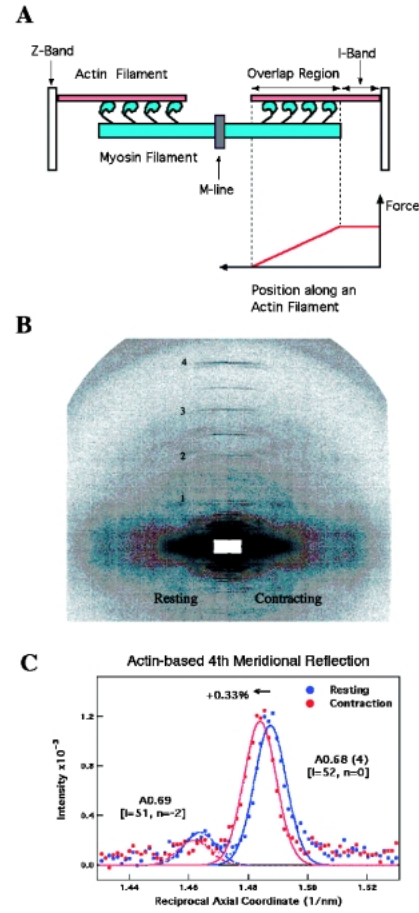 A
Z-Band
I-Band
Actin Filament
Overlap Region
Myosin Filament
M-line
Force
Position along an
Actin Filament
B
4
3
2
1
Resting
Contracting
C
Actin-based 4th Meridional Reflection
+0.33%
Resting
Contraction
A0.69
[l=51, n=-2]
A0.68 (4)
[l=52, n=0]
Intensity x10⁻³
1.2
0.8
0.4
0.0
1.44
1.46
1.48
1.50
1.52
Reciprocal Axial Coordinate (1/nm)